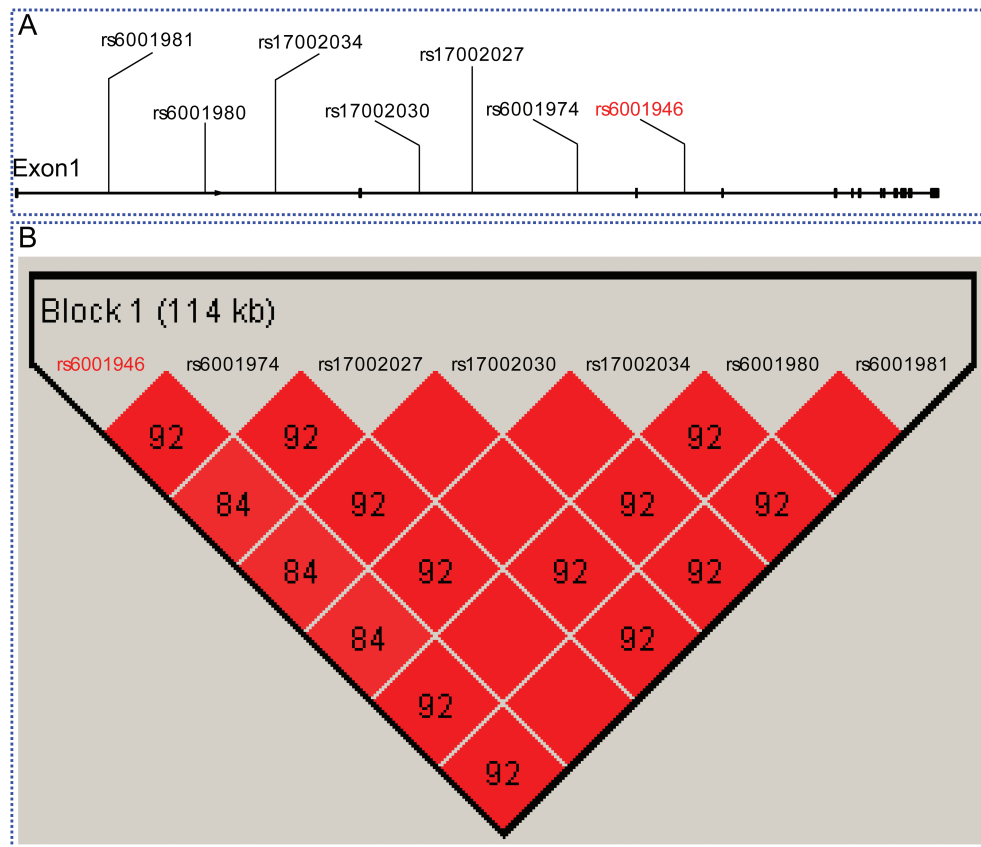 A
rs6001981
rs17002034
rs17002027
rs6001980
rs17002030
rs6001974
rs6001946
Exon1
B
Block 1 (114 kb)
rs6001946 rs6001974 rs17002027 rs17002030 rs17002034 rs6001980 rs6001981
92 92 92
84 92 92 92
84 92 92 92
84 92
92
92